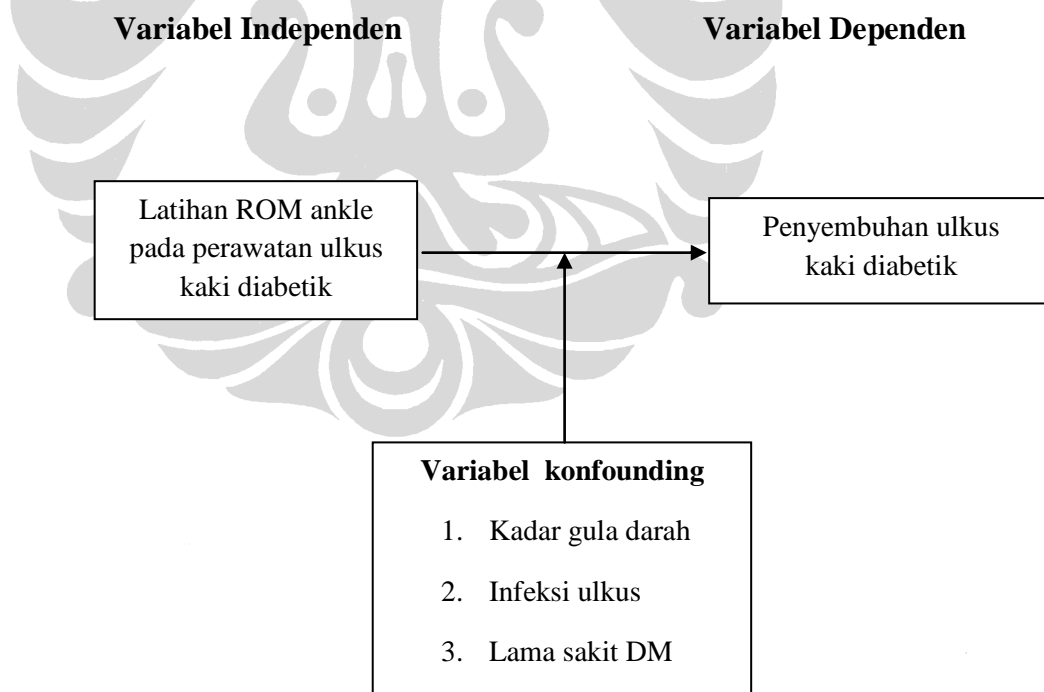 Variabel Independen
Variabel Dependen
Latihan ROM ankle
pada perawatan ulkus
kaki diabetik
Penyembuhan ulkus
kaki diabetik
Variabel konfounding
1. Kadar gula darah
2. Infeksi ulkus
3. Lama sakit DM